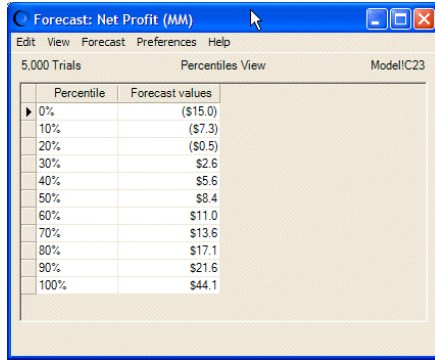 Forecast: Net Profit (MM)
Edit View Forecast Preferences Help
5,000 Trials Percentiles View Model!C23
Percentile Forecast values
0% ($15.0)
10% ($7.3)
20% ($0.5)
30% $2.6
40% $5.6
50% $8.4
60% $11.0
70% $13.6
80% $17.1
90% $21.6
100% $44.1